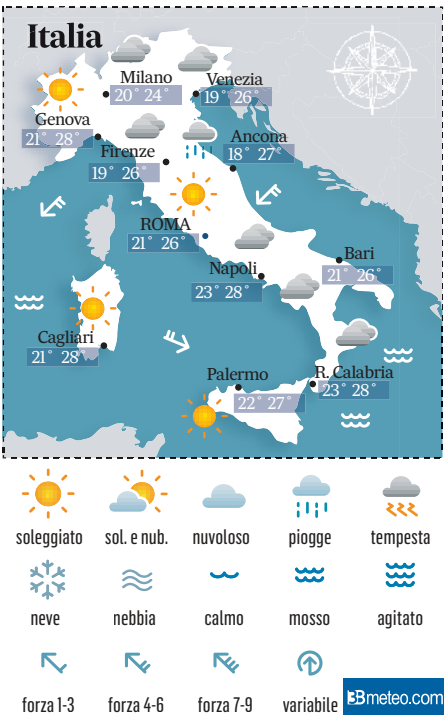 Italia
Milano
20° 24°
Venezia
19° 26°
Genova
21° 28°
Firenze
19° 26°
Ancona
18° 27°
ROMA
21° 26°
Napoli
23° 28°
Bari
21° 26°
Cagliari
21° 28°
Palermo
22° 27°
R. Calabria
23° 28°
soleggiato sol. e nub. nuvoloso piogge tempesta
neve nebbia calmo mosso agitato
forza 1-3 forza 4-6 forza 7-9 variabile
3Bmeteo.com